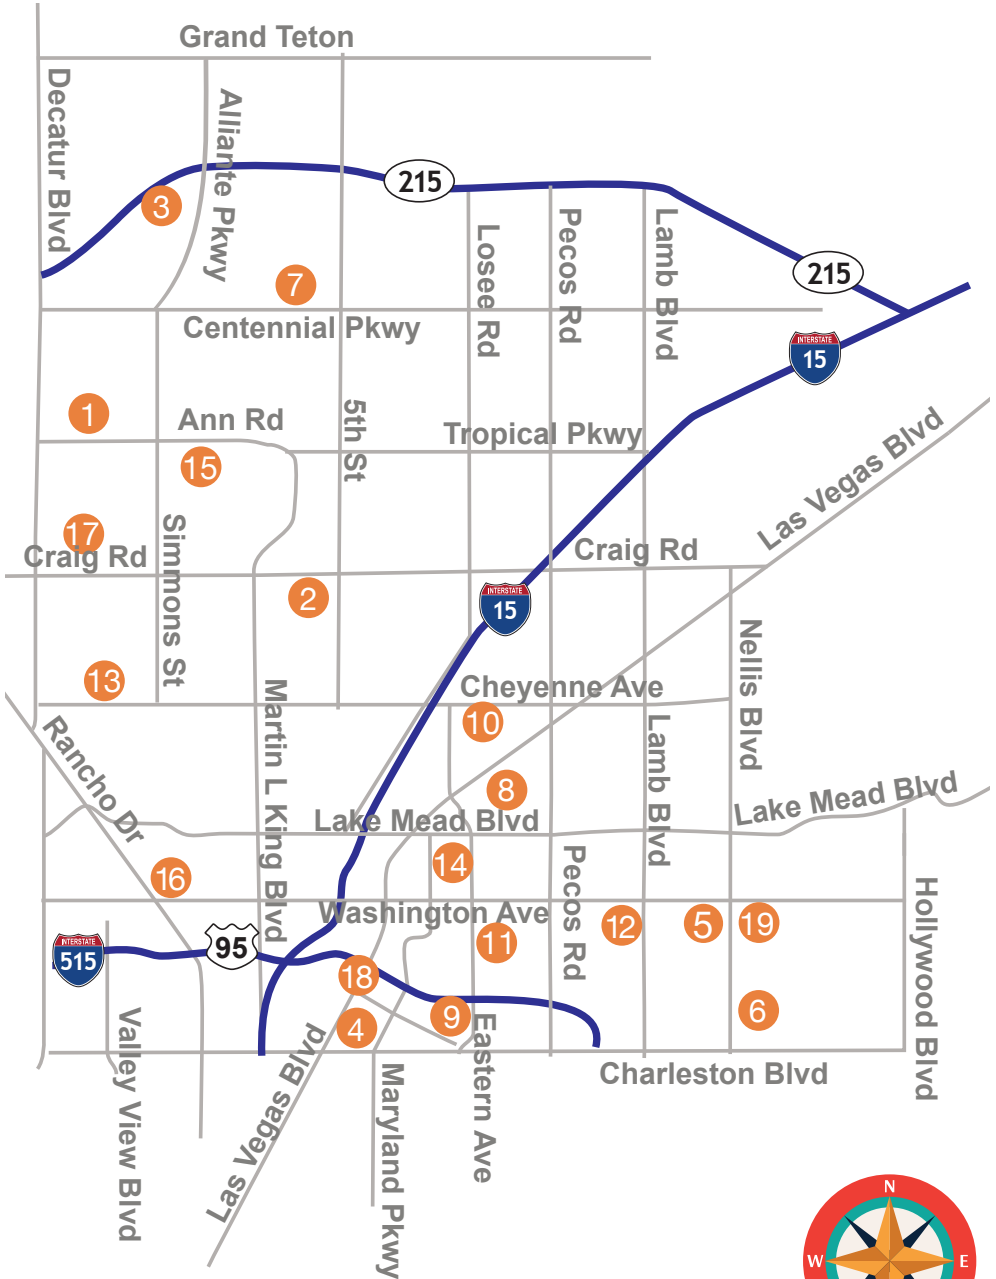 Grand Teton
Decatur Blvd
Alliante Pkwy
215
3
Losee Rd
Pecos Rd
Lamb Blvd
215
7
Centennial Pkwy
INTERSTATE
15
1
Ann Rd
5th St
Tropical Pkwy
Las Vegas Blvd
15
17
Craig Rd
Simmons St
Craig Rd
2
INTERSTATE
15
Nellis Blvd
13
Cheyenne Ave
Martin L King Blvd
10
Rancho Dr
Lamb Blvd
8
Lake Mead Blvd
Lake Mead Blvd
14
16
Pecos Rd
Hollywood Blvd
Washington Ave
12
5
19
11
INTERSTATE
515
95
18
6
9
4
Valley View Blvd
Las Vegas Blvd
Eastern Ave
Charleston Blvd
Maryland Pkwy
N
W
E